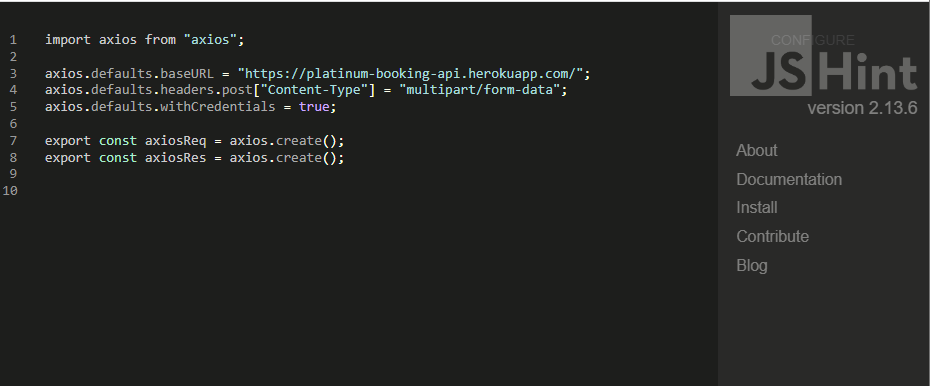 1 import axios from "axios";
2
3 axios.defaults.baseURL = "https://platinum-booking-api.herokuapp.com/";
4 axios.defaults.headers.post["Content-Type"] = "multipart/form-data";
5 axios.defaults.withCredentials = true;
6
7 export const axiosReq = axios.create();
8 export const axiosRes = axios.create();
9
10
CONFIGURE
JSHint
version 2.13.6
About
Documentation
Install
Contribute
Blog